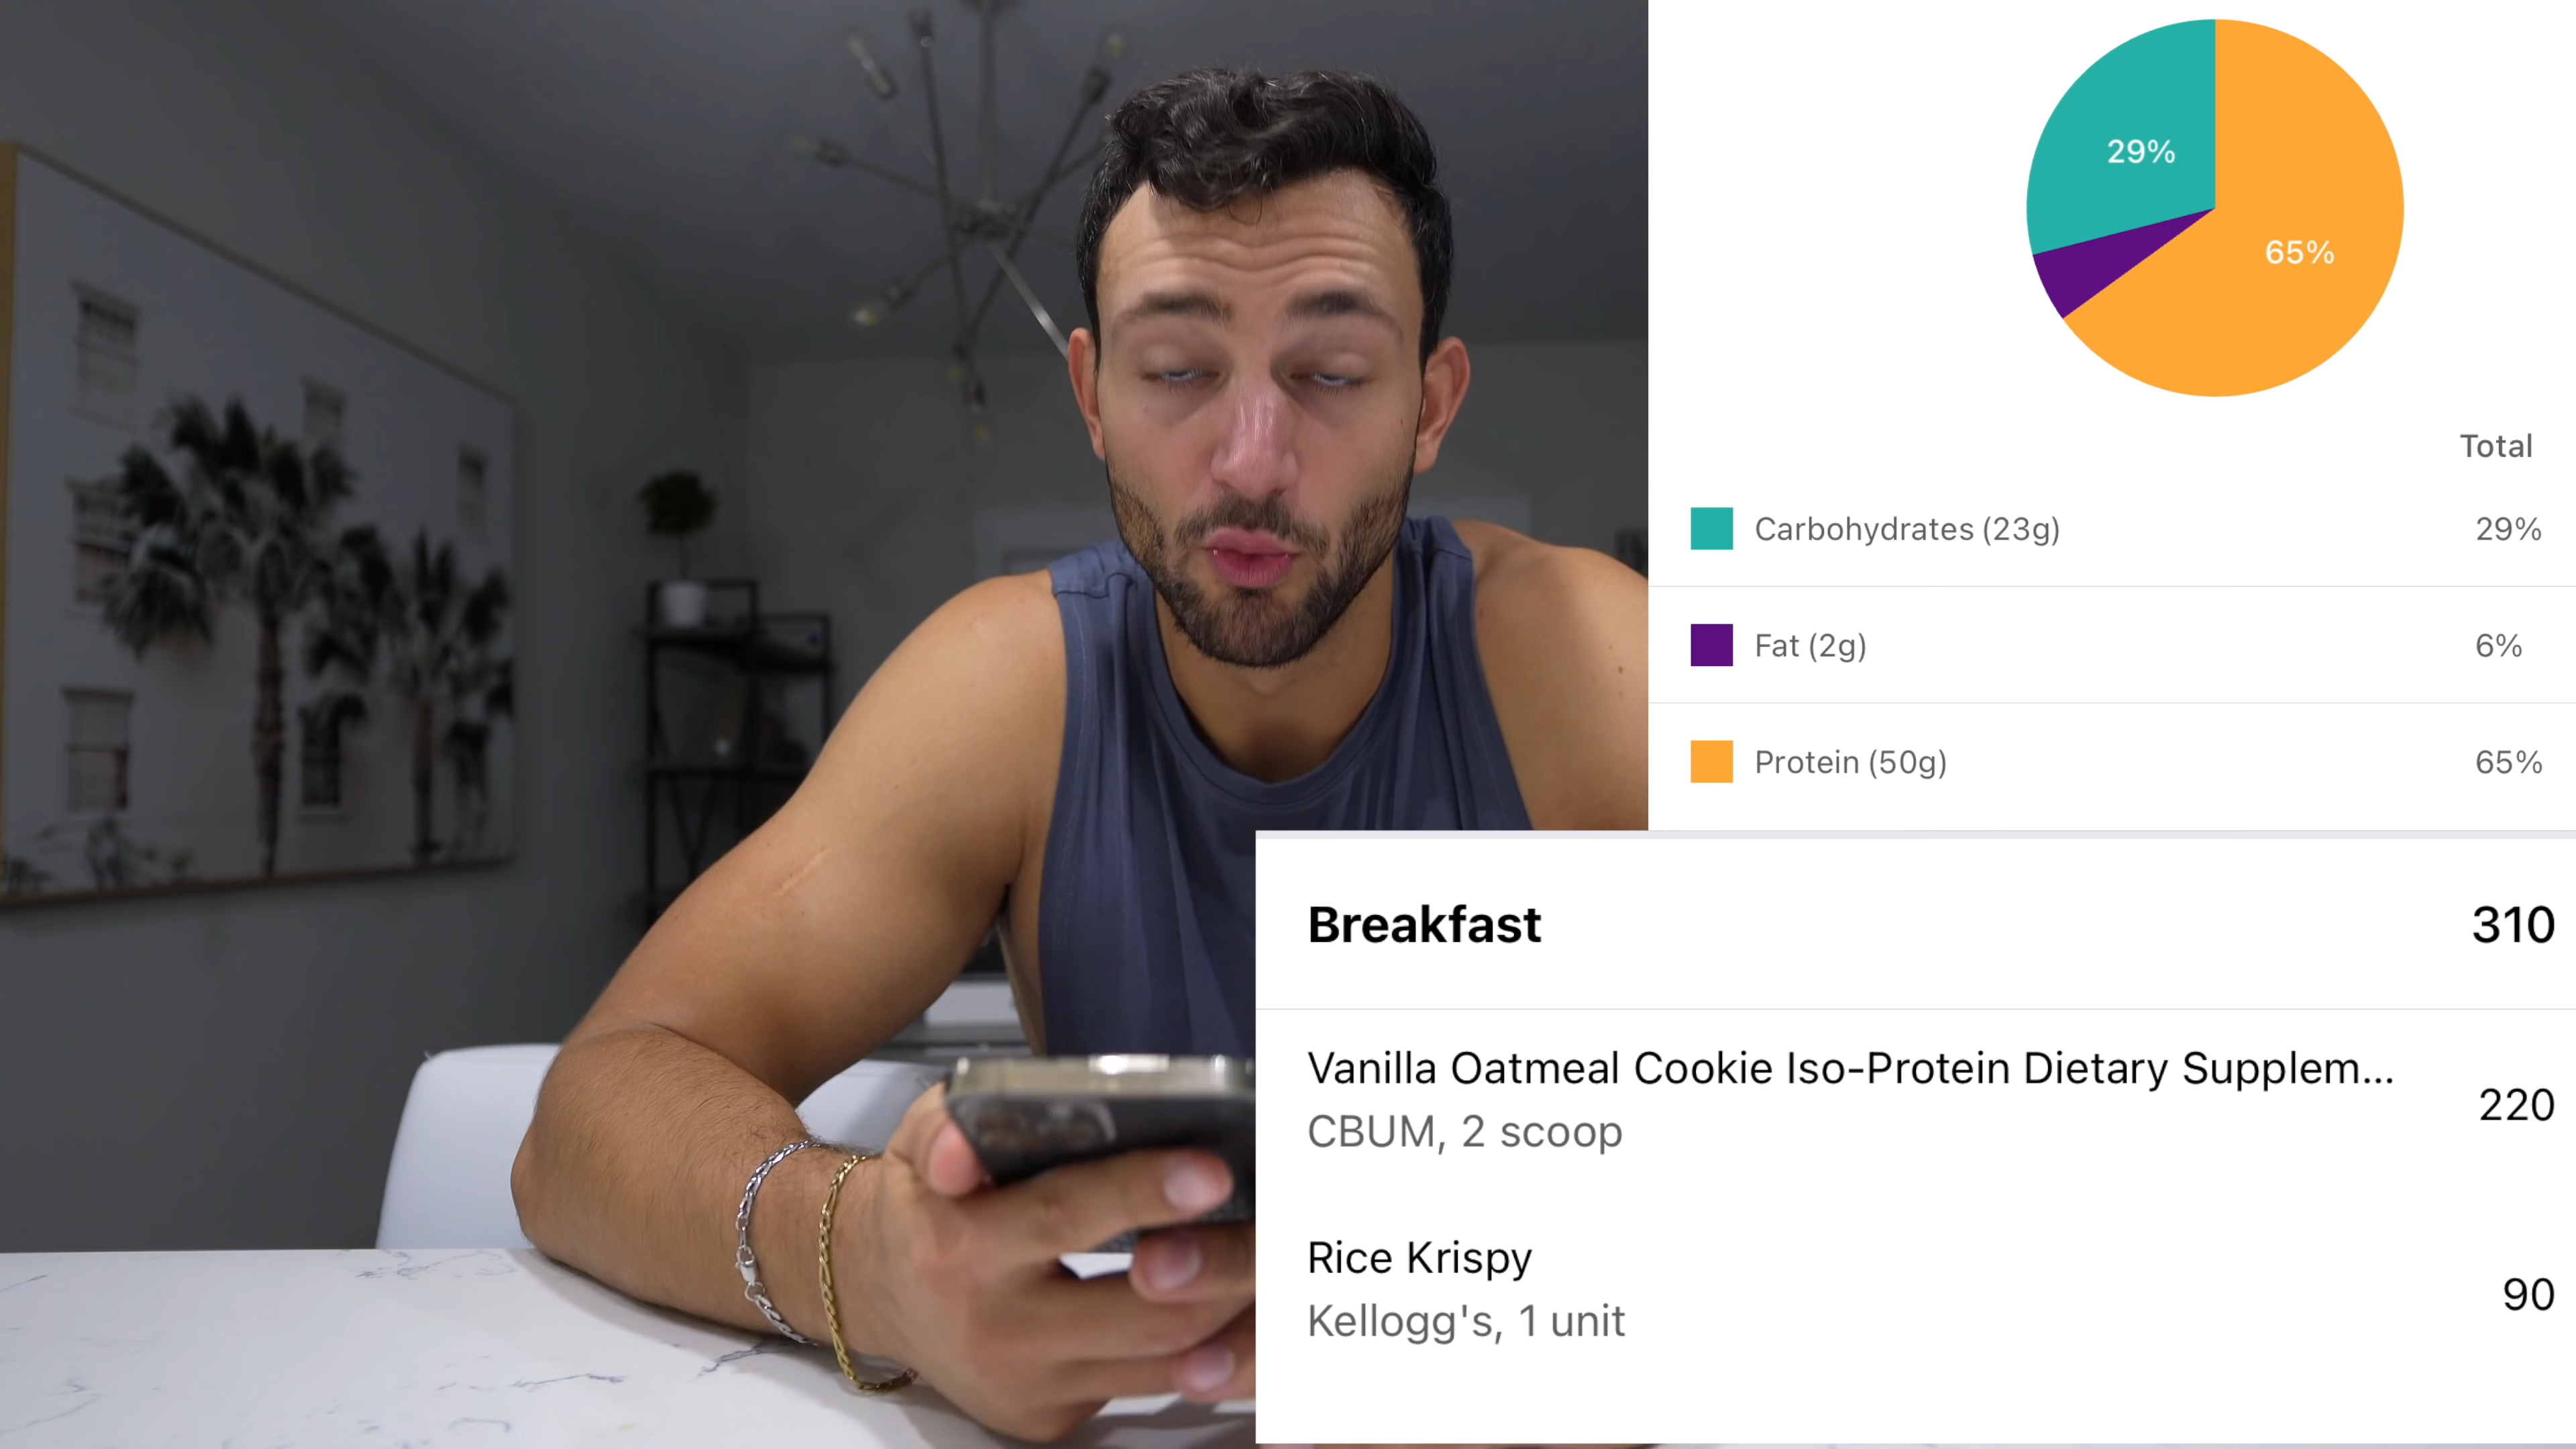 29%
65%
Total
Carbohydrates (23g) 29%
Fat (2g) 6%
Protein (50g) 65%
Breakfast 310
Vanilla Oatmeal Cookie Iso-Protein Dietary Supplem... 220
CBUM, 2 scoop
Rice Krispy 90
Kellogg's, 1 unit